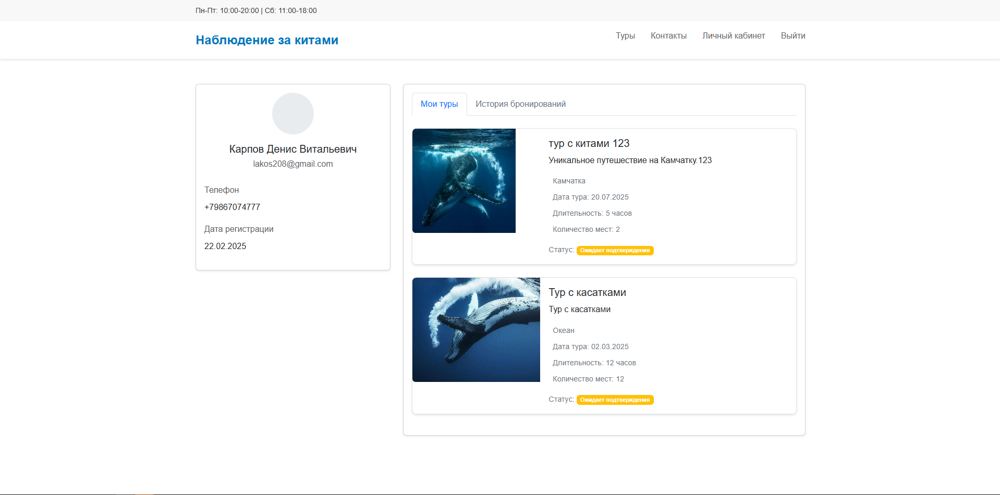 Пн-Пт: 10:00-20:00 | Сб: 11:00-18:00
Наблюдение за китами
Туры Контакты Личный кабинет Выйти
Карпов Денис Витальевич
lakos208@gmail.com
Телефон
+79867074777
Дата регистрации
22.02.2025
Мои туры История бронирований
тур с китами 123
Уникальное путешествие на Камчатку.123
Камчатка
Дата тура: 20.07.2025
Длительность: 5 часов
Количество мест: 2
Статус: Ожидает подтверждения
Тур с касатками
Тур с касатками
Океан
Дата тура: 02.03.2025
Длительность: 12 часов
Количество мест: 12
Статус: Ожидает подтверждения